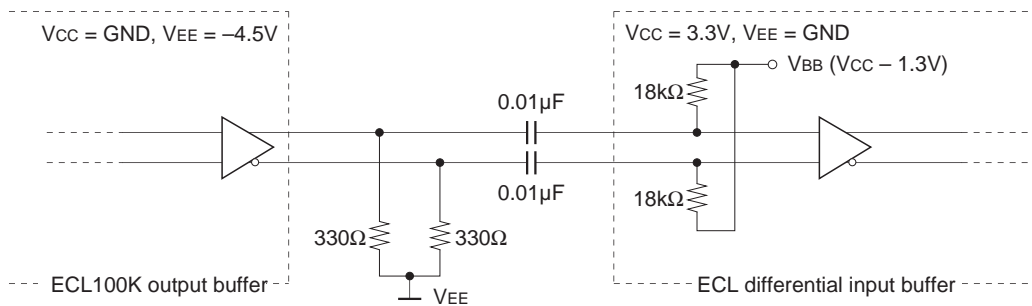 VCC = GND, VEE = –4.5V
VCC = 3.3V, VEE = GND
VBB (VCC – 1.3V)
18kΩ
0.01µF
0.01µF
18kΩ
330Ω
330Ω
VEE
ECL100K output buffer
ECL differential input buffer